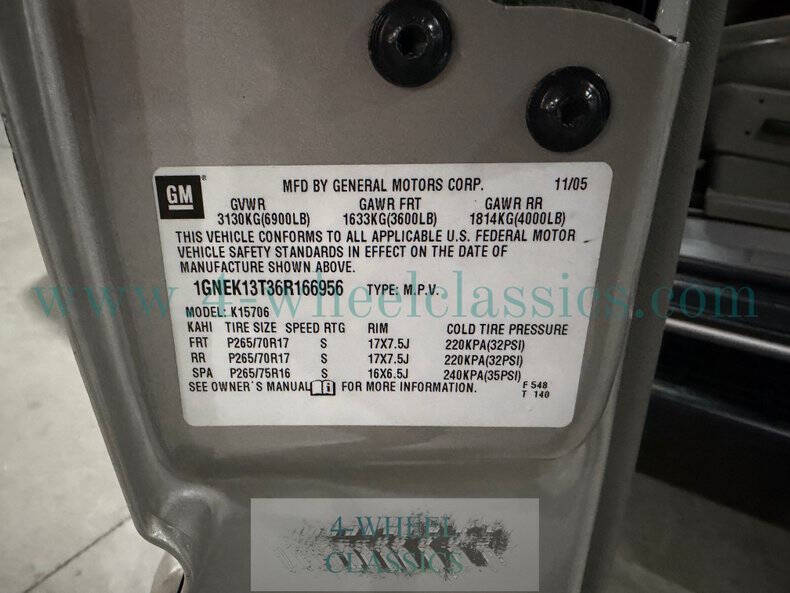 GM
MFD BY GENERAL MOTORS CORP. 11/05
GVWR GAWR FRT GAWR RR
3130KG(6900LB) 1633KG(3600LB) 1814KG(4000LB)
THIS VEHICLE CONFORMS TO ALL APPLICABLE U.S. FEDERAL MOTOR
VEHICLE SAFETY STANDARDS IN EFFECT ON THE DATE OF
MANUFACTURE SHOWN ABOVE.
www.4-wheelclassics.com
1GNEK13T36R166956 TYPE: M.P.V.
MODEL: K15706
KAHI TIRE SIZE SPEED RTG RIM COLD TIRE PRESSURE
FRT P265/70R17 S 17X7.5J 220KPA(32PSI)
RR P265/70R17 S 17X7.5J 220KPA(32PSI)
SPA P265/75R16 S 16X6.5J 240KPA(35PSI)
SEE OWNER'S MANUAL FOR MORE INFORMATION. F 548
T 140
4-WHEEL
CLASSICS